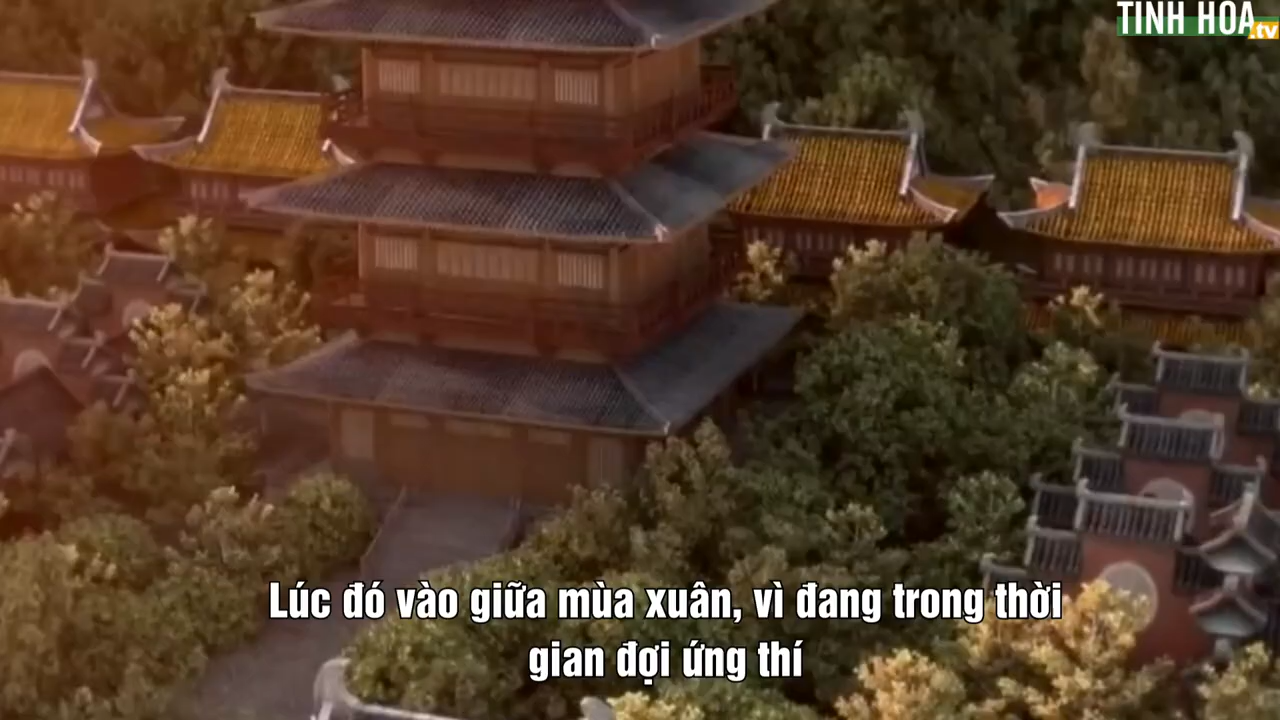 TINH HOA
.tv
Lúc đó vào giữa mùa xuân, vì đang trong thời
gian đợi ứng thí